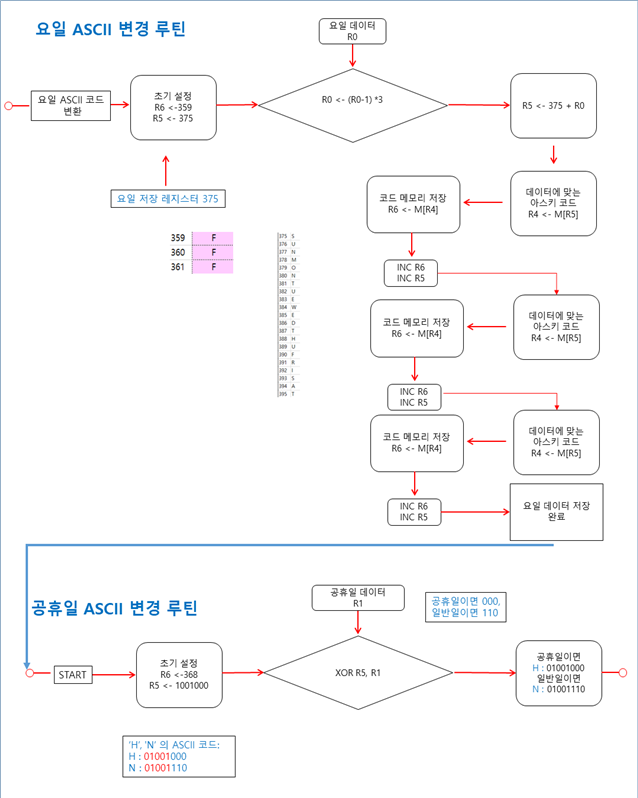 요일 ASCII 변경 루틴
요일 데이터
R0
요일 ASCII 코드
변환
초기 설정
R6 <-359
R5 <- 375
R0 <- (R0-1) *3
R5 <- 375 + R0
요일 저장 레지스터 375
코드 메모리 저장
R6 <- M[R4]
데이터에 맞는
아스키 코드
R4 <- M[R5]
359 F
360 F
361 F
375 S
376 U
377 N
378 M
379 O
380 N
381 T
382 U
383 E
384 W
385 E
386 D
387 T
388 H
389 U
390 F
391 R
392 I
393 S
394 A
395 T
INC R6
INC R5
코드 메모리 저장
R6 <- M[R4]
데이터에 맞는
아스키 코드
R4 <- M[R5]
INC R6
INC R5
코드 메모리 저장
R6 <- M[R4]
데이터에 맞는
아스키 코드
R4 <- M[R5]
INC R6
INC R5
요일 데이터 저장
완료
공휴일 ASCII 변경 루틴
공휴일 데이터
R1
공휴일이면 000,
일반일이면 110
START
초기 설정
R6 <-368
R5 <- 1001000
XOR R5, R1
공휴일이면
H : 01001000
일반일이면
N : 01001110
‘H’, ‘N’ 의 ASCII 코드:
H : 01001000
N : 01001110